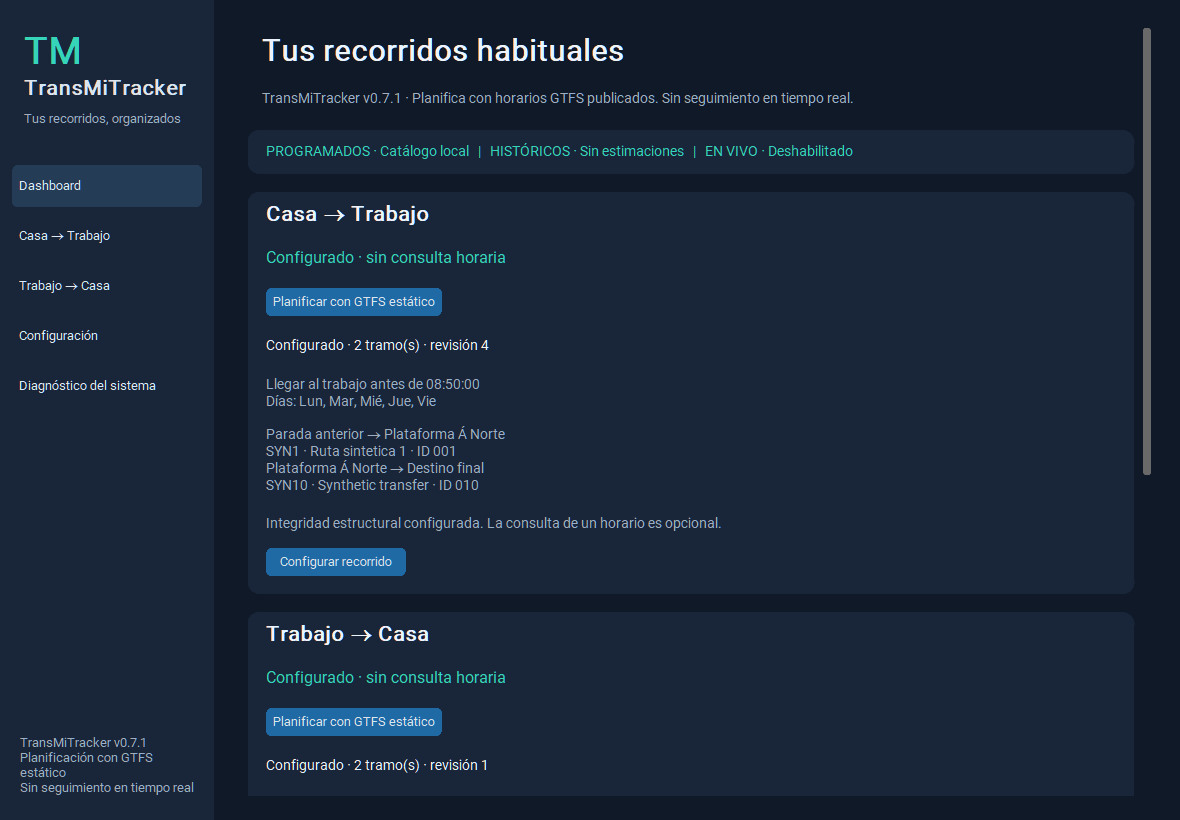 TM
TransMiTracker
Tus recorridos, organizados
Dashboard
Casa → Trabajo
Trabajo → Casa
Configuración
Diagnóstico del sistema
TransMiTracker v0.7.1
Planificación con GTFS
estático
Sin seguimiento en tiempo real
Tus recorridos habituales
TransMiTracker v0.7.1 · Planifica con horarios GTFS publicados. Sin seguimiento en tiempo real.
PROGRAMADOS · Catálogo local | HISTÓRICOS · Sin estimaciones | EN VIVO · Deshabilitado
Casa → Trabajo
Configurado · sin consulta horaria
Planificar con GTFS estático
Configurado · 2 tramo(s) · revisión 4
Llegar al trabajo antes de 08:50:00
Días: Lun, Mar, Mié, Jue, Vie
Parada anterior → Plataforma Á Norte
SYN1 · Ruta sintetica 1 · ID 001
Plataforma Á Norte → Destino final
SYN10 · Synthetic transfer · ID 010
Integridad estructural configurada. La consulta de un horario es opcional.
Configurar recorrido
Trabajo → Casa
Configurado · sin consulta horaria
Planificar con GTFS estático
Configurado · 2 tramo(s) · revisión 1